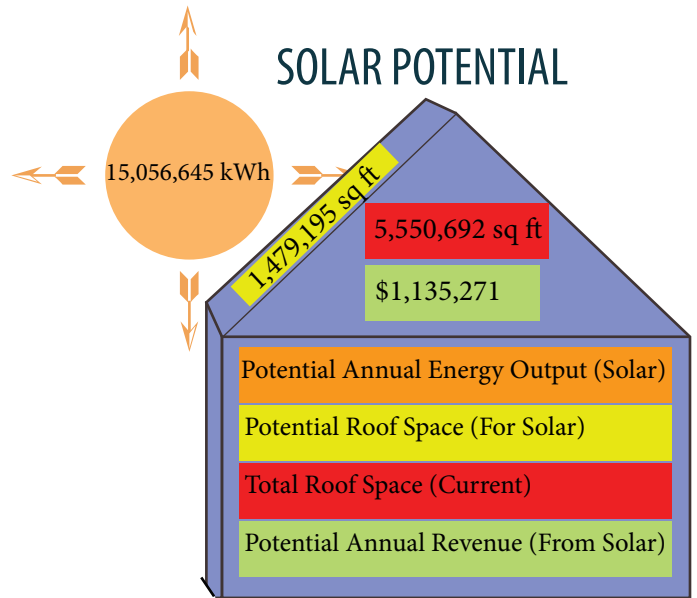 SOLAR POTENTIAL
15,056,645 kWh
1,479,195 sq ft
5,550,692 sq ft
$1,135,271
Potential Annual Energy Output (Solar)
Potential Roof Space (For Solar)
Total Roof Space (Current)
Potential Annual Revenue (From Solar)